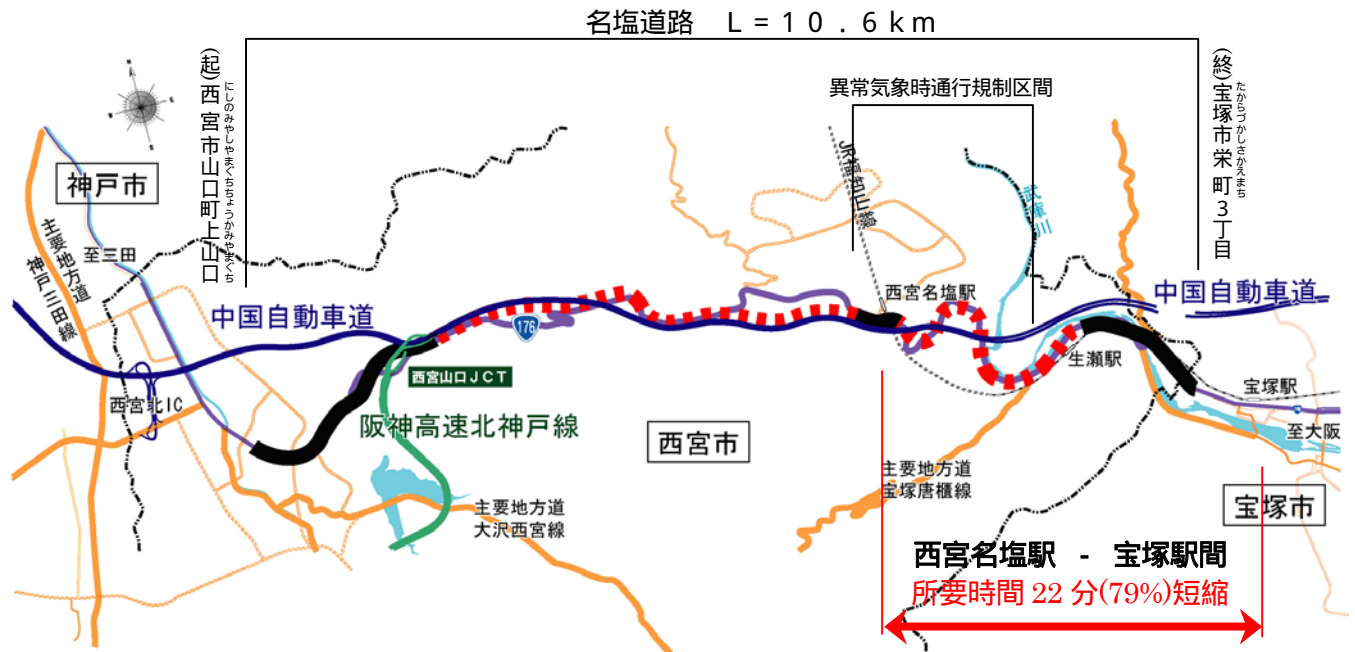 名塩道路　L=10.6km
(起)西宮市山口町上山口
にしのみやしやまぐちちょうかみやまぐち
異常気象時通行規制区間
(終)宝塚市栄町3丁目
たからづかしさかえまち
N
E
S
W
神戸市
主要地方道
神戸三田線
至三田
JR福知山線
武庫川
中国自動車道
西宮名塩駅
中国自動車道
176
生瀬駅
西宮山口JCT
西宮北IC
宝塚駅
阪神高速北神戸線
西宮市
至大阪
主要地方道
宝塚唐櫃線
主要地方道
大沢西宮線
宝塚市
西宮名塩駅 - 宝塚駅間
所要時間 22 分(79%)短縮